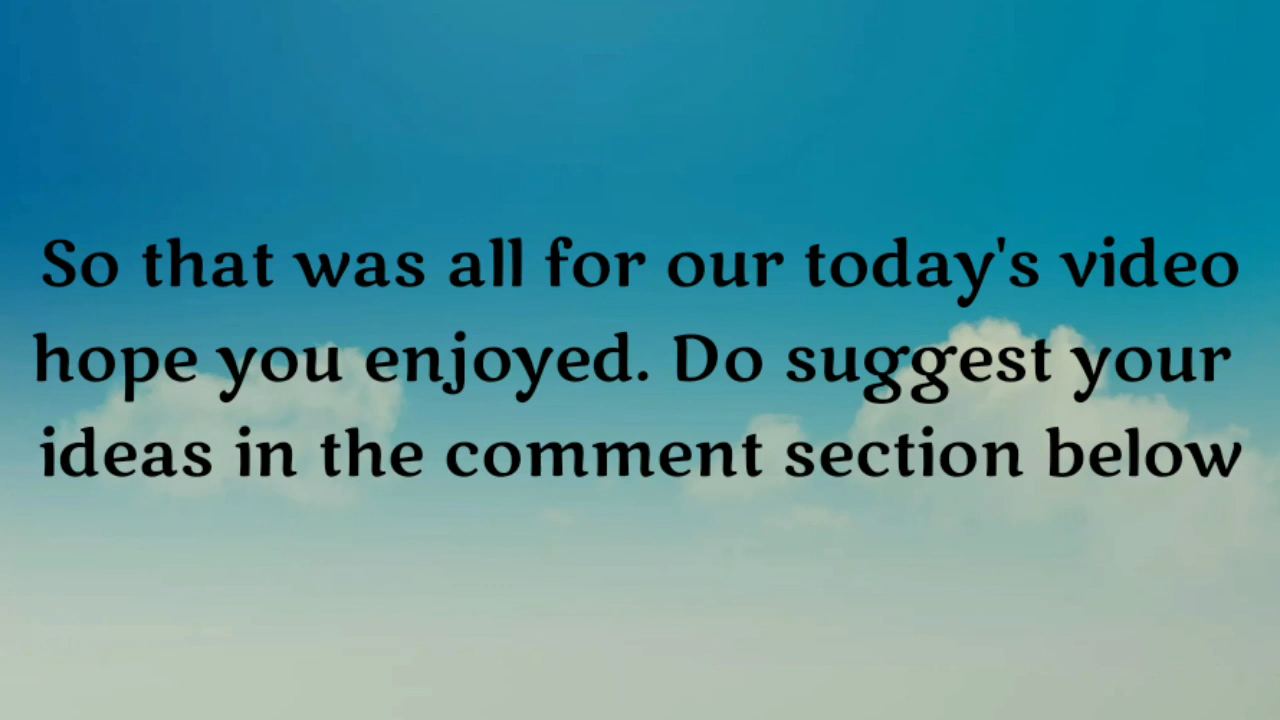 So that was all for our today's video
hope you enjoyed. Do suggest your
ideas in the comment section below